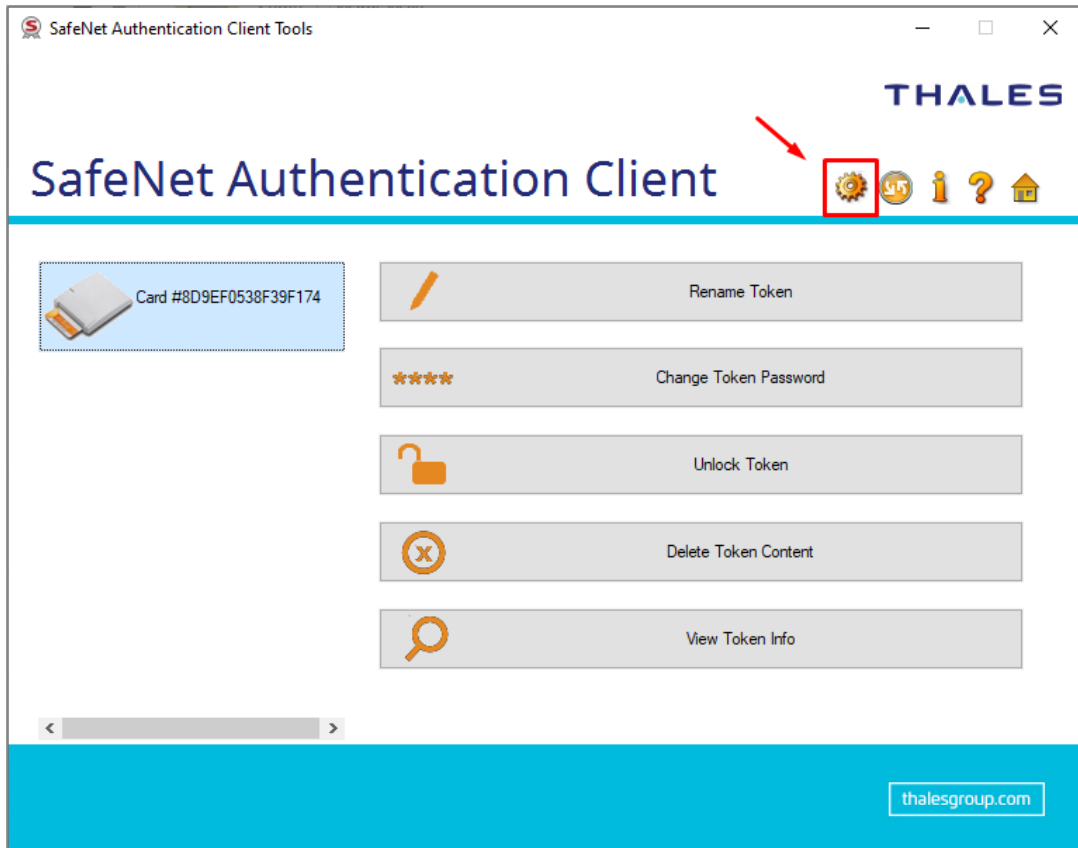 SafeNet Authentication Client Tools
THALES
SafeNet Authentication Client
Card #8D9EF0538F39F174
Rename Token
****
Change Token Password
Unlock Token
Delete Token Content
View Token Info
thalesgroup.com